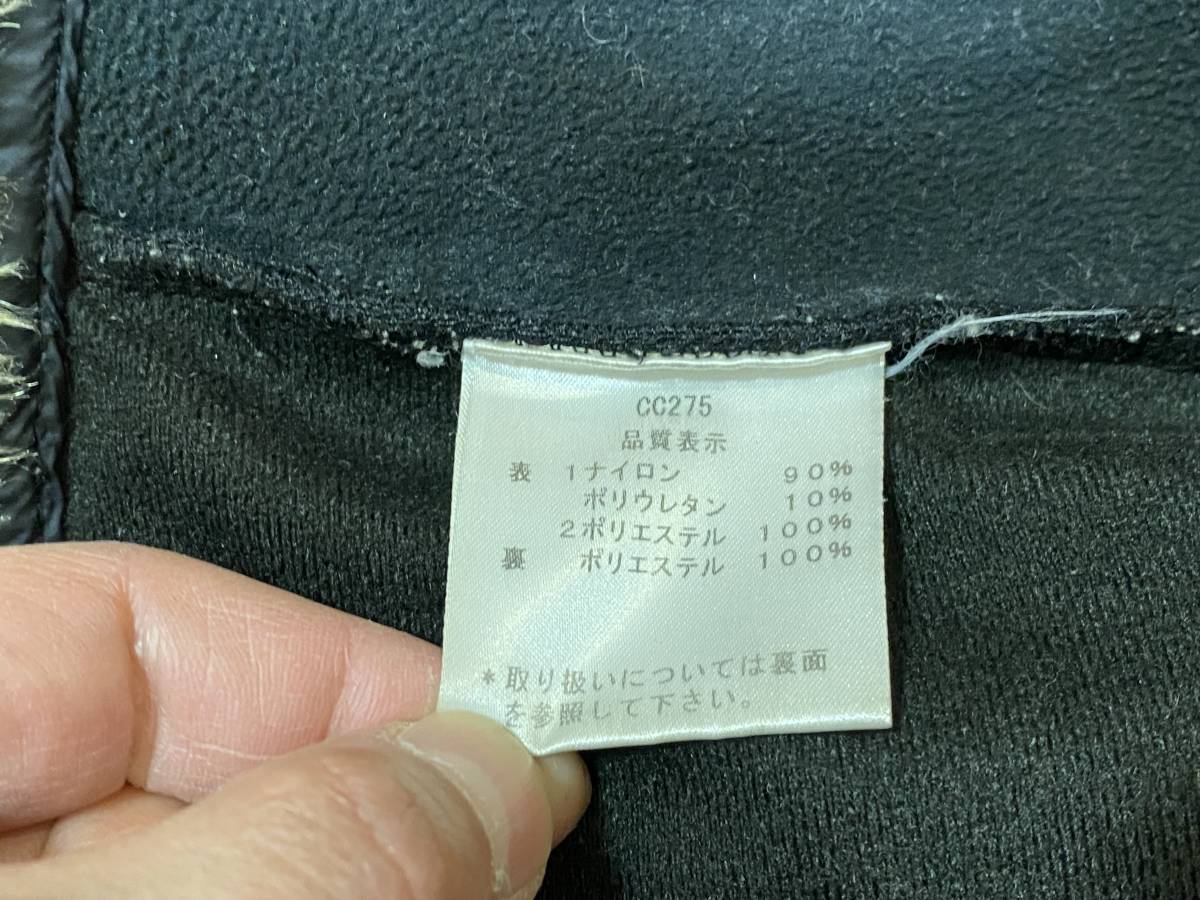 CC275
品質表示
表 1ナイロン 90%
ポリウレタン 10%
2ポリエステル 100%
裏 ポリエステル 100%
*取り扱いについては裏面
を参照して下さい。